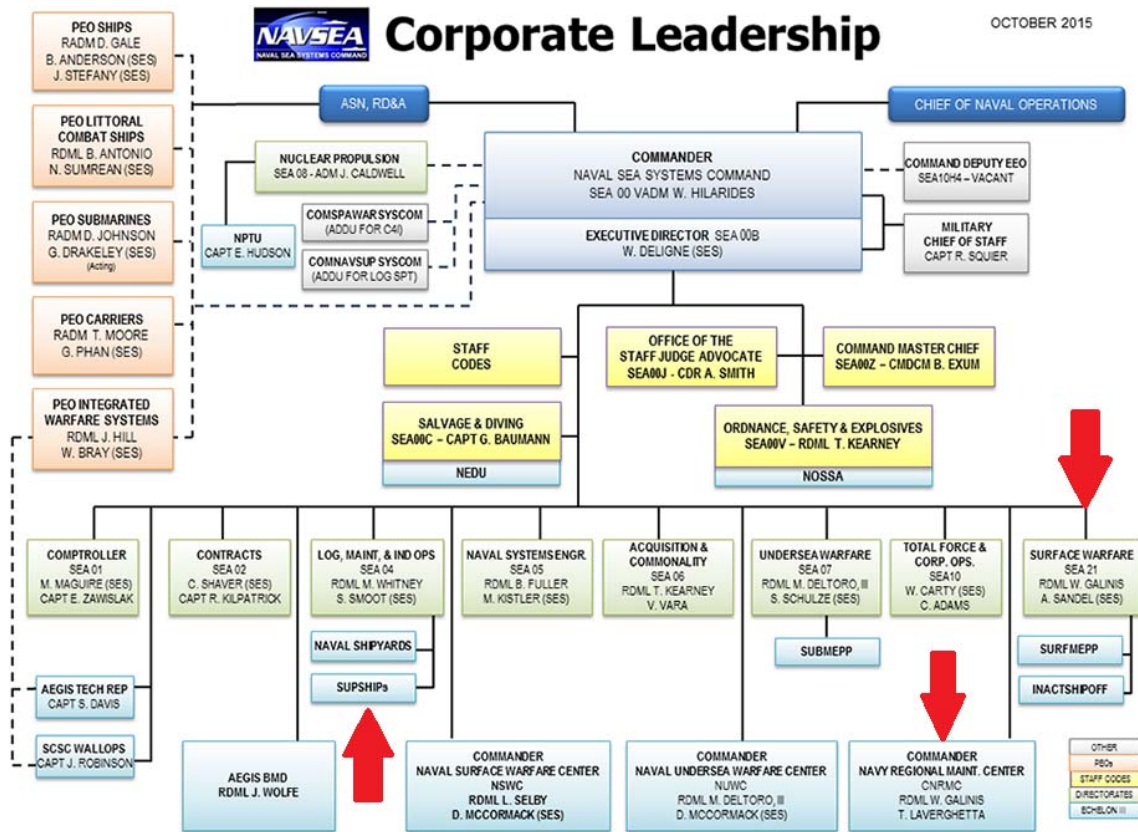 NAVSEA
NAVAL SEA SYSTEMS COMMAND
Corporate Leadership
OCTOBER 2015
PEO SHIPS
RADM D. GALE
B. ANDERSON (SES)
J. STEFANY (SES)
PEO LITTORAL
COMBAT SHIPS
RDML B. ANTONIO
N. SUMREAN (SES)
PEO SUBMARINES
RADM D. JOHNSON
G. DRAKELEY (SES)
(Acting)
PEO CARRIERS
RADM T. MOORE
G. PHAN (SES)
PEO INTEGRATED
WARFARE SYSTEMS
RDML J. HILL
W. BRAY (SES)
ASN, RD&A
CHIEF OF NAVAL OPERATIONS
NUCLEAR PROPULSION
SEA 08 - ADM J. CALDWELL
NPTU
CAPT E. HUDSON
COMSPAWAR SYSCOM
(ADDU FOR C4I)
COMNAVSUP SYSCOM
(ADDU FOR LOG SPT)
COMMANDER
NAVAL SEA SYSTEMS COMMAND
SEA 00 VADM W. HILARIDES
EXECUTIVE DIRECTOR SEA 00B
W. DELIGNE (SES)
COMMAND DEPUTY EEO
SEA10H4 – VACANT
MILITARY
CHIEF OF STAFF
CAPT R. SQUIER
STAFF
CODES
OFFICE OF THE
STAFF JUDGE ADVOCATE
SEA00J - CDR A. SMITH
COMMAND MASTER CHIEF
SEA00Z – CMDCM B. EXUM
SALVAGE & DIVING
SEA00C – CAPT G. BAUMANN
NEDU
ORDNANCE, SAFETY & EXPLOSIVES
SEA00V – RDML T. KEARNEY
NOSSA
COMPTROLLER
SEA 01
M. MAGUIRE (SES)
CAPT E. ZAWISLAK
CONTRACTS
SEA 02
C. SHAVER (SES)
CAPT R. KILPATRICK
LOG, MAINT, & IND OPS
SEA 04
RDML M. WHITNEY
S. SMOOT (SES)
NAVAL SYSTEMS ENGR.
SEA 05
RDML B. FULLER
M. KISTLER (SES)
ACQUISITION &
COMMONALITY
SEA 06
RDML T. KEARNEY
V. VARA
UNDERSEA WARFARE
SEA 07
RDML M. DELTORO, III
S. SCHULZE (SES)
TOTAL FORCE &
CORP. OPS.
SEA10
W. CARTY (SES)
C. ADAMS
SURFACE WARFARE
SEA 21
RDML W. GALINIS
A. SANDEL (SES)
NAVAL SHIPYARDS
SUPSHIPs
SUBMEPP
SURFMEPP
INACTSHIPOFF
AEGIS TECH REP
CAPT S. DAVIS
SCSC WALLOPS
CAPT J. ROBINSON
AEGIS BMD
RDML J. WOLFE
COMMANDER
NAVAL SURFACE WARFARE CENTER
NSWC
RDML L. SELBY
D. MCCORMACK (SES)
COMMANDER
NAVAL UNDERSEA WARFARE CENTER
NUWC
RDML M. DELTORO, III
D. MCCORMACK (SES)
COMMANDER
NAVY REGIONAL MAINT. CENTER
CNRMC
RDML W. GALINIS
T. LAVERGHETTA
OTHER
PEOs
STAFF CODES
DIRECTORATES
ECHELON III